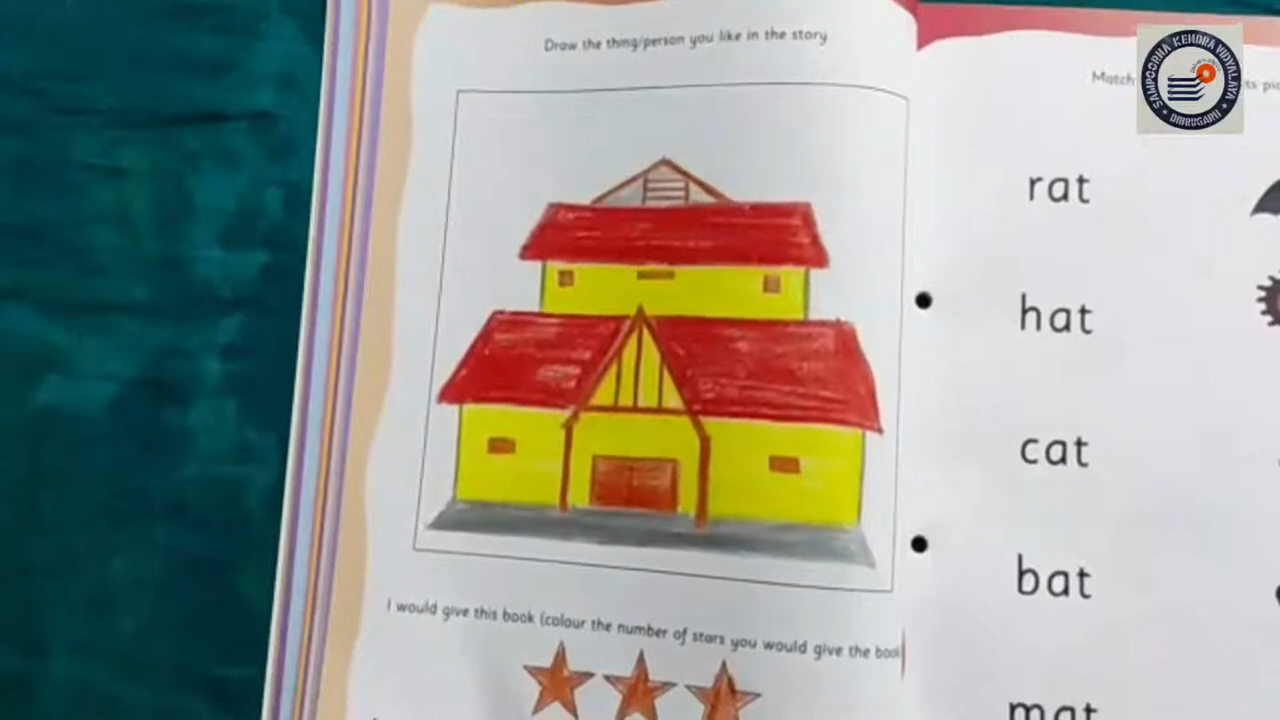 Draw the thing/person you like in the story
I would give this book (colour the number of stars you would give the book
Match
rat
hat
cat
bat
mat
SAMPOORNA KENDRA VIDYALAYA
DIBRUGARH